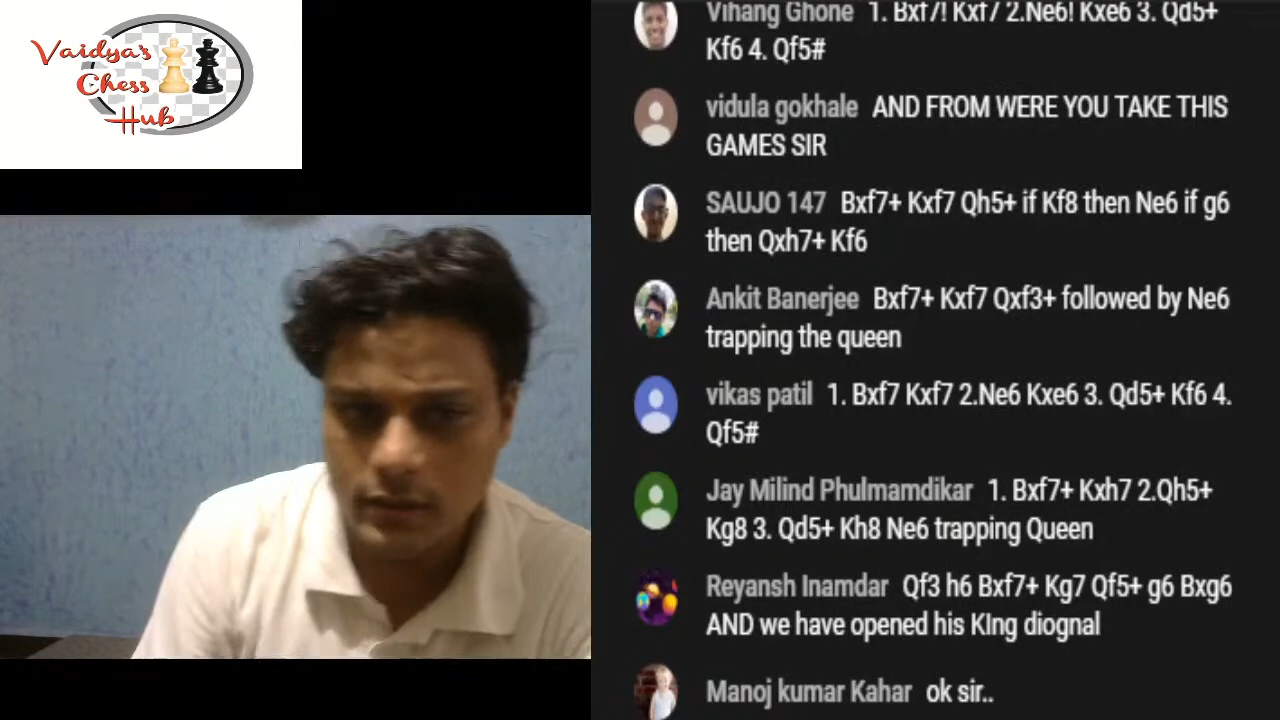 Vaidya's
Chess
Hub
Vihang Ghone 1. Bxf7! Kxf7 2.Ne6! Kxe6 3. Qd5+
Kf6 4. Qf5#
vidula gokhale AND FROM WERE YOU TAKE THIS
GAMES SIR
SAUJO 147 Bxf7+ Kxf7 Qh5+ if Kf8 then Ne6 if g6
then Qxh7+ Kf6
Ankit Banerjee Bxf7+ Kxf7 Qxf3+ followed by Ne6
trapping the queen
vikas patil 1. Bxf7 Kxf7 2.Ne6 Kxe6 3. Qd5+ Kf6 4.
Qf5#
Jay Milind Phulmamdikar 1. Bxf7+ Kxh7 2.Qh5+
Kg8 3. Qd5+ Kh8 Ne6 trapping Queen
Reyansh Inamdar Qf3 h6 Bxf7+ Kg7 Qf5+ g6 Bxg6
AND we have opened his KIng diognal
Manoj kumar Kahar ok sir..